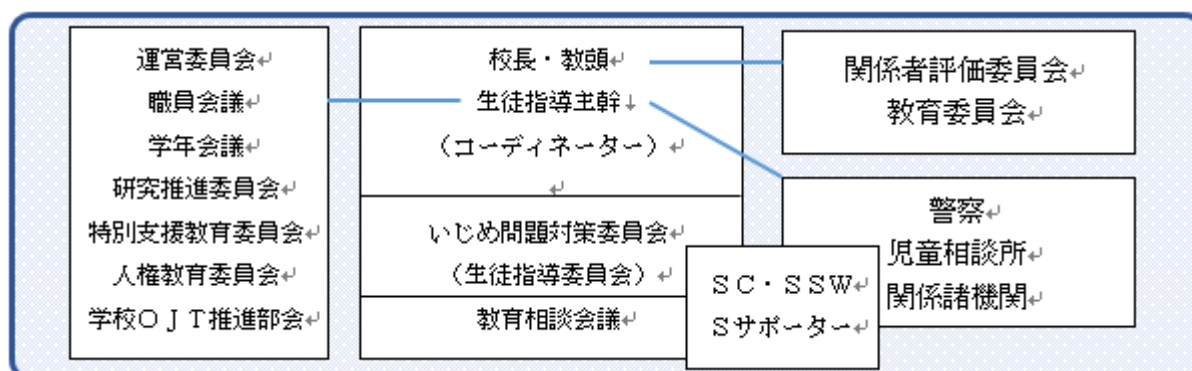 運営委員会
職員会議
学年会議
研究推進委員会
特別支援教育委員会
人権教育委員会
学校ＯＪＴ推進部会
校長・教頭
生徒指導主幹
（コーディネーター）
いじめ問題対策委員会
（生徒指導委員会）
教育相談会議
関係者評価委員会
教育委員会
警察
児童相談所
関係諸機関
ＳＣ・ＳＳＷ
Ｓサポーター